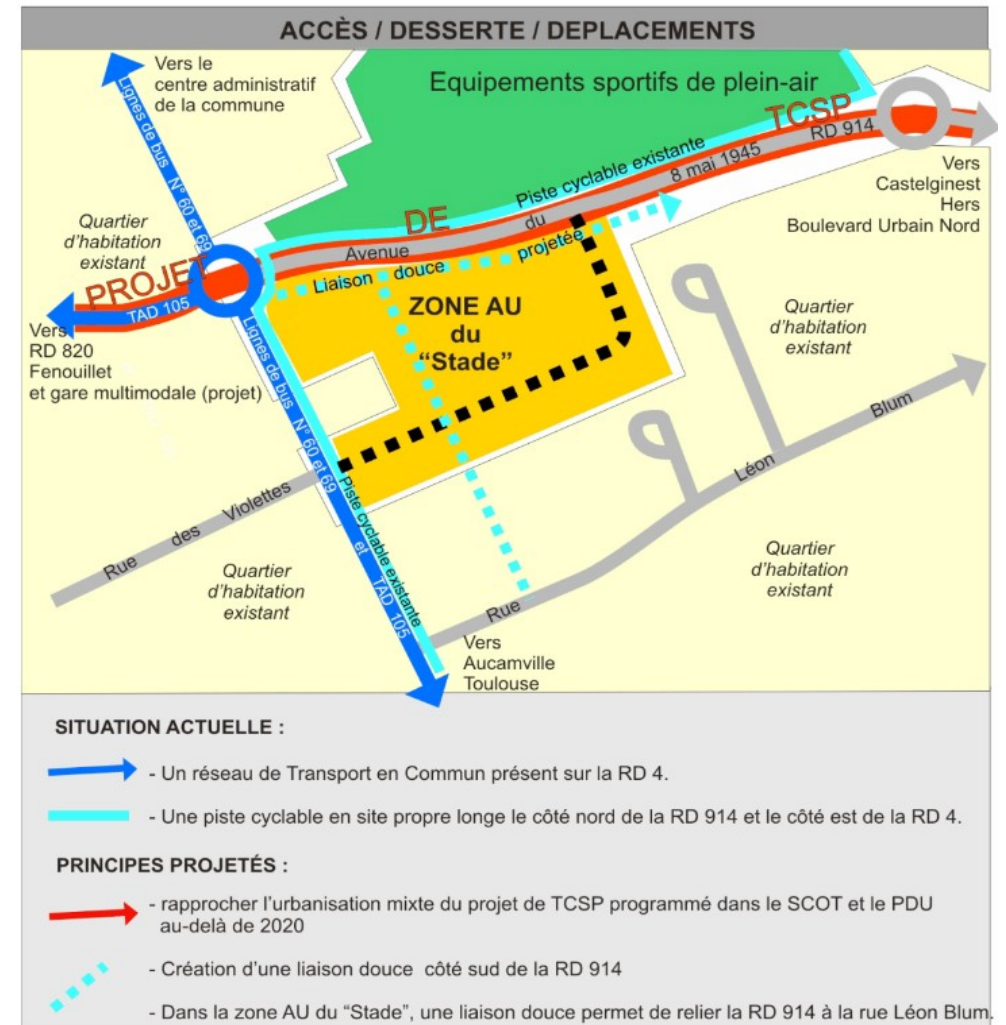 ACCÈS / DESSERTE / DEPLACEMENTS
Vers le
centre administratif
de la commune
Equipements sportifs de plein-air
Lignes de bus N° 60 et 69
PROJET DE TCSP
RD 914
Piste cyclable existante
Avenue du 8 mai 1945
Liaison douce projetée
Vers
Castelginest
Hers
Boulevard Urbain Nord
Quartier
d'habitation
existant
TAD 105
Vers
RD 820
Fenouillet
et gare multimodale (projet)
ZONE AU
du
“Stade”
Quartier
d'habitation
existant
Lignes de bus N° 60 et 69 et TAD 105
Piste cyclable existante
Rue des Violettes
Rue Léon Blum
Quartier
d'habitation
existant
Quartier
d'habitation
existant
Vers
Aucamville
Toulouse
SITUATION ACTUELLE :
- Un réseau de Transport en Commun présent sur la RD 4.
- Une piste cyclable en site propre longe le côté nord de la RD 914 et le côté est de la RD 4.
PRINCIPES PROJETÉS :
- rapprocher l'urbanisation mixte du projet de TCSP programmé dans le SCOT et le PDU
au-delà de 2020
- Création d'une liaison douce côté sud de la RD 914
- Dans la zone AU du “Stade”, une liaison douce permet de relier la RD 914 à la rue Léon Blum.